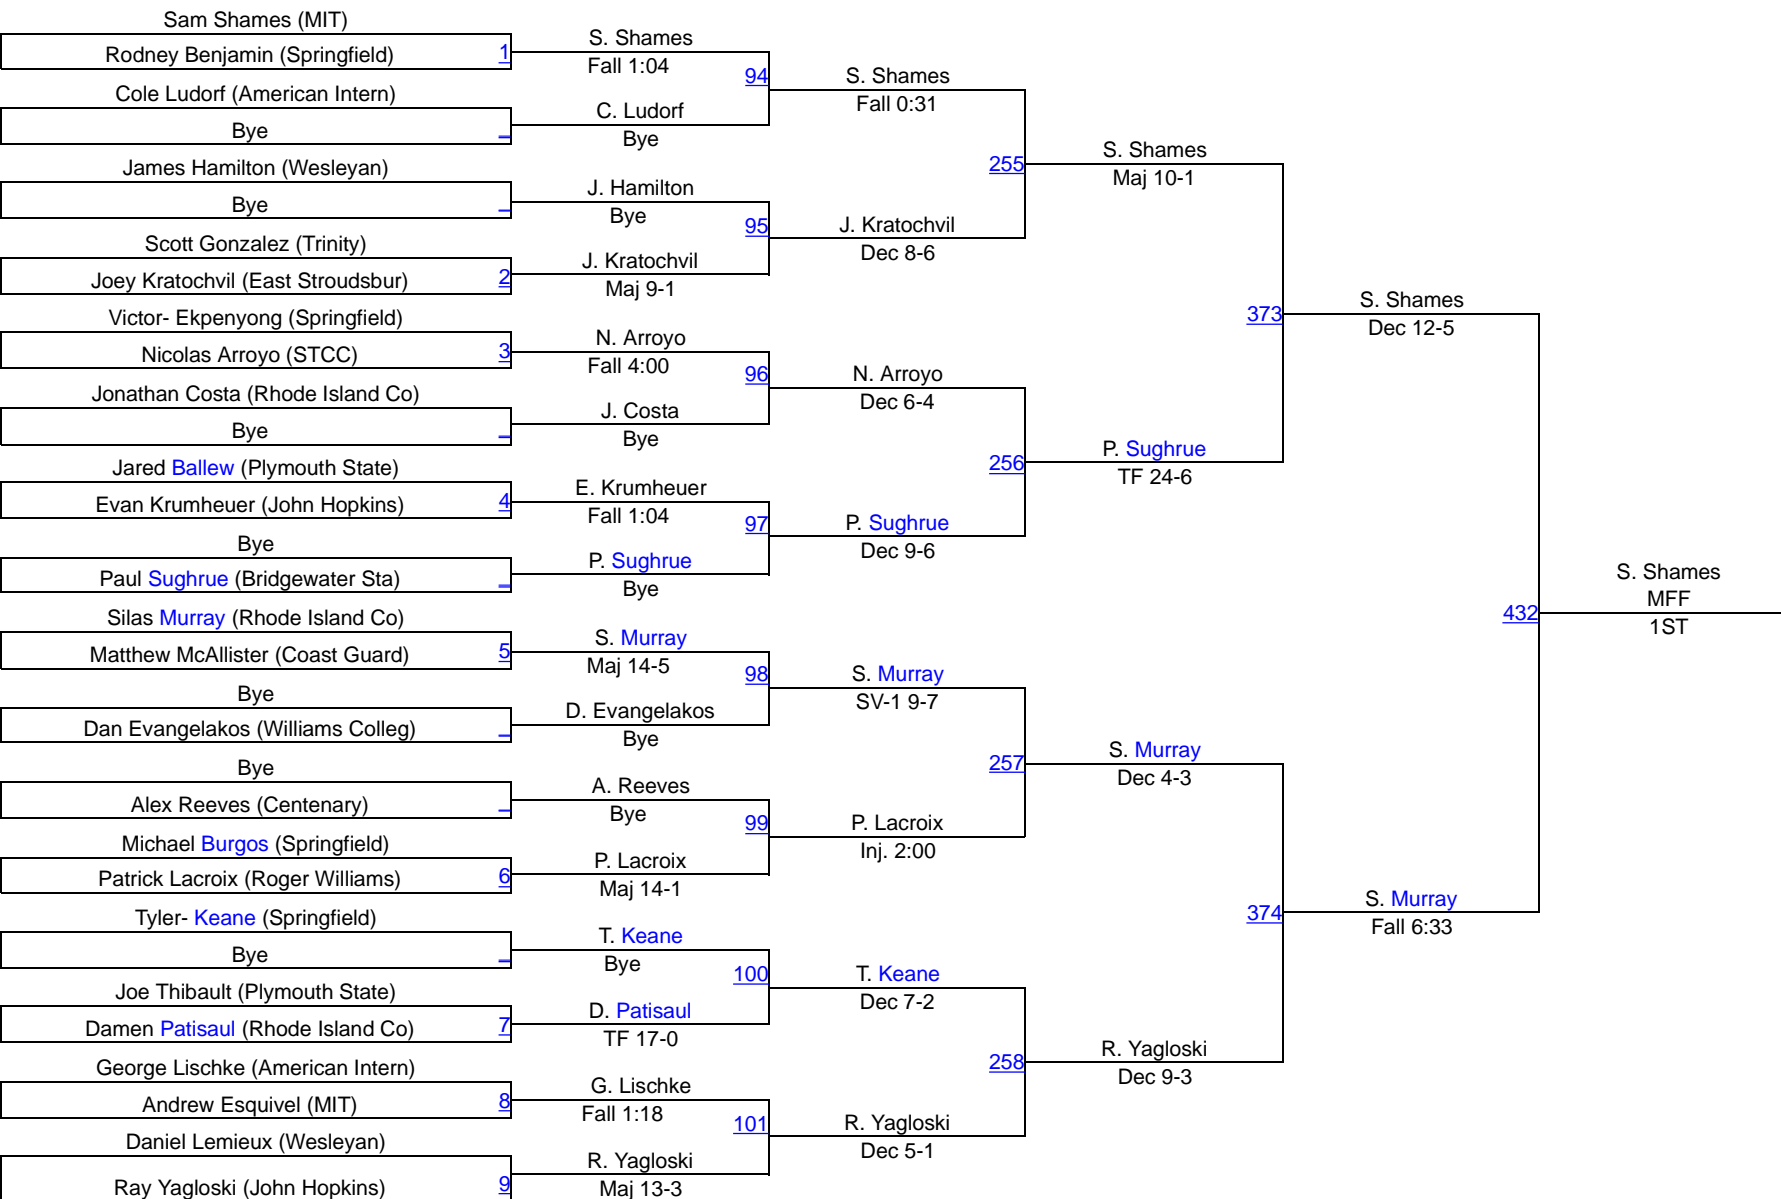 Sam Shames (MIT)
Rodney Benjamin (Springfield) 1
Cole Ludorf (American Intern)
Bye _
James Hamilton (Wesleyan)
Bye _
Scott Gonzalez (Trinity)
Joey Kratochvil (East Stroudsbur) 2
Victor- Ekpenyong (Springfield)
Nicolas Arroyo (STCC) 3
Jonathan Costa (Rhode Island Co)
Bye _
Jared Ballew (Plymouth State)
Evan Krumheuer (John Hopkins) 4
Bye
Paul Sughrue (Bridgewater Sta) _
Silas Murray (Rhode Island Co)
Matthew McAllister (Coast Guard) 5
Bye
Dan Evangelakos (Williams Colleg) _
Bye
Alex Reeves (Centenary) _
Michael Burgos (Springfield)
Patrick Lacroix (Roger Williams) 6
Tyler- Keane (Springfield)
Bye _
Joe Thibault (Plymouth State)
Damen Patisaul (Rhode Island Co) 7
George Lischke (American Intern)
Andrew Esquivel (MIT) 8
Daniel Lemieux (Wesleyan)
Ray Yagloski (John Hopkins) 9
S. Shames
Fall 1:04
94
C. Ludorf
Bye
J. Hamilton
Bye
95
J. Kratochvil
Maj 9-1
N. Arroyo
Fall 4:00
96
J. Costa
Bye
E. Krumheuer
Fall 1:04
97
P. Sughrue
Bye
S. Murray
Maj 14-5
98
D. Evangelakos
Bye
A. Reeves
Bye
99
P. Lacroix
Maj 14-1
T. Keane
Bye
100
D. Patisaul
TF 17-0
G. Lischke
Fall 1:18
101
R. Yagloski
Maj 13-3
S. Shames
Fall 0:31
255
J. Kratochvil
Dec 8-6
N. Arroyo
Dec 6-4
256
P. Sughrue
Dec 9-6
S. Murray
SV-1 9-7
257
P. Lacroix
Inj. 2:00
T. Keane
Dec 7-2
258
R. Yagloski
Dec 5-1
S. Shames
Maj 10-1
373
P. Sughrue
TF 24-6
S. Murray
Dec 4-3
374
R. Yagloski
Dec 9-3
S. Shames
Dec 12-5
432
S. Murray
Fall 6:33
S. Shames
MFF
1ST